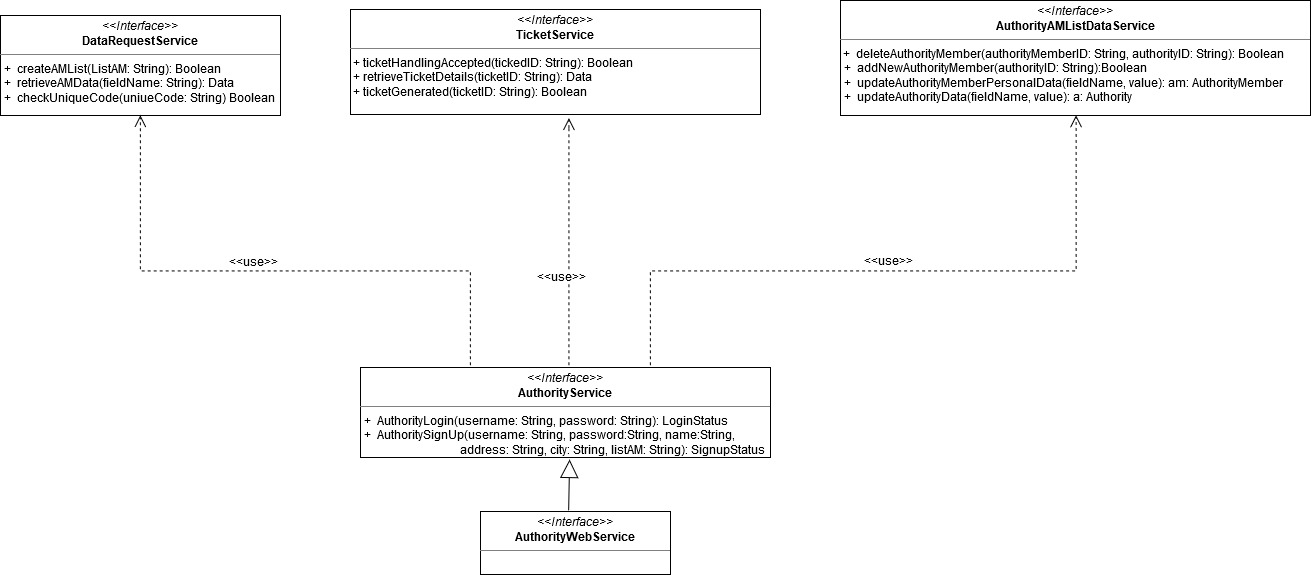 <<Interface>>
DataRequestService
+ createAMList(ListAM: String): Boolean
+ retrieveAMData(fieldName: String): Data
+ checkUniqueCode(uniueCode: String) Boolean
<<Interface>>
TicketService
+ ticketHandlingAccepted(tickedID: String): Boolean
+ retrieveTicketDetails(ticketID: String): Data
+ ticketGenerated(ticketID: String): Boolean
<<Interface>>
AuthorityAMListDataService
+ deleteAuthorityMember(authorityMemberID: String, authorityID: String): Boolean
+ addNewAuthorityMember(authorityID: String):Boolean
+ updateAuthorityMemberPersonalData(fieldName, value): am: AuthorityMember
+ updateAuthorityData(fieldName, value): a: Authority
<<use>>
<<use>>
<<use>>
<<Interface>>
AuthorityService
+ AuthorityLogin(username: String, password: String): LoginStatus
+ AuthoritySignUp(username: String, password:String, name:String,
address: String, city: String, listAM: String): SignupStatus
<<Interface>>
AuthorityWebService